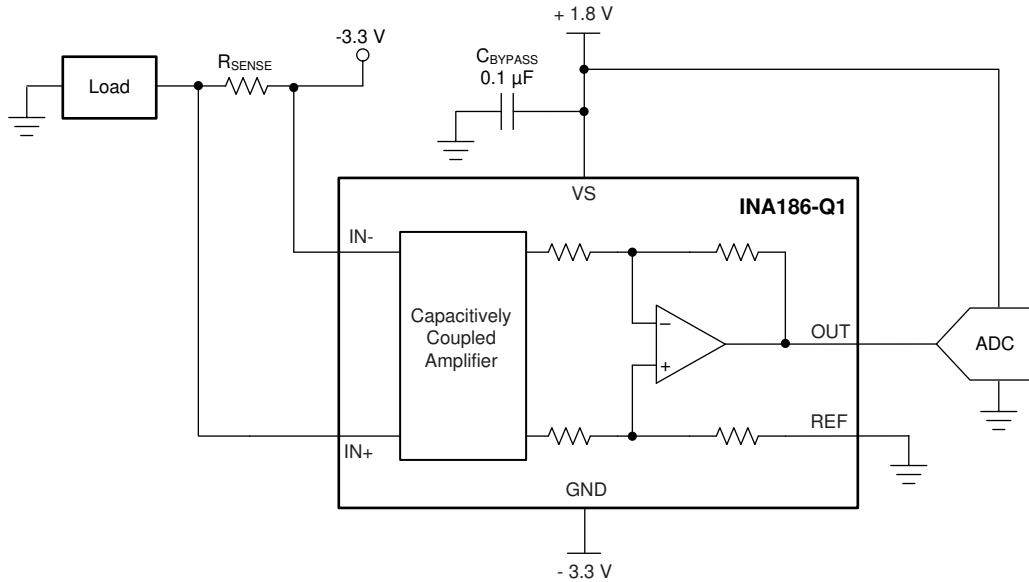 + 1.8 V
-3.3 V
RSENSE
CBYPASS
0.1 µF
Load
VS
INA186-Q1
IN-
Capacitively
Coupled
Amplifier
−
+
OUT
ADC
REF
IN+
GND
- 3.3 V